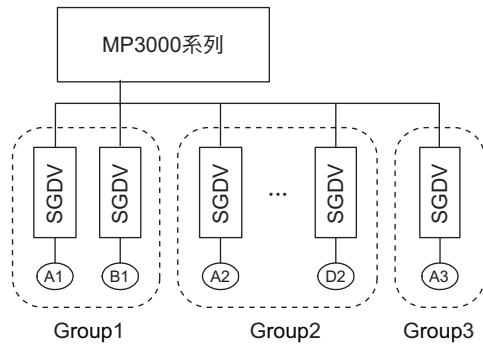 MP3000系列
SGDV
SGDV
SGDV
...
SGDV
SGDV
A1
B1
A2
D2
A3
Group1
Group2
Group3